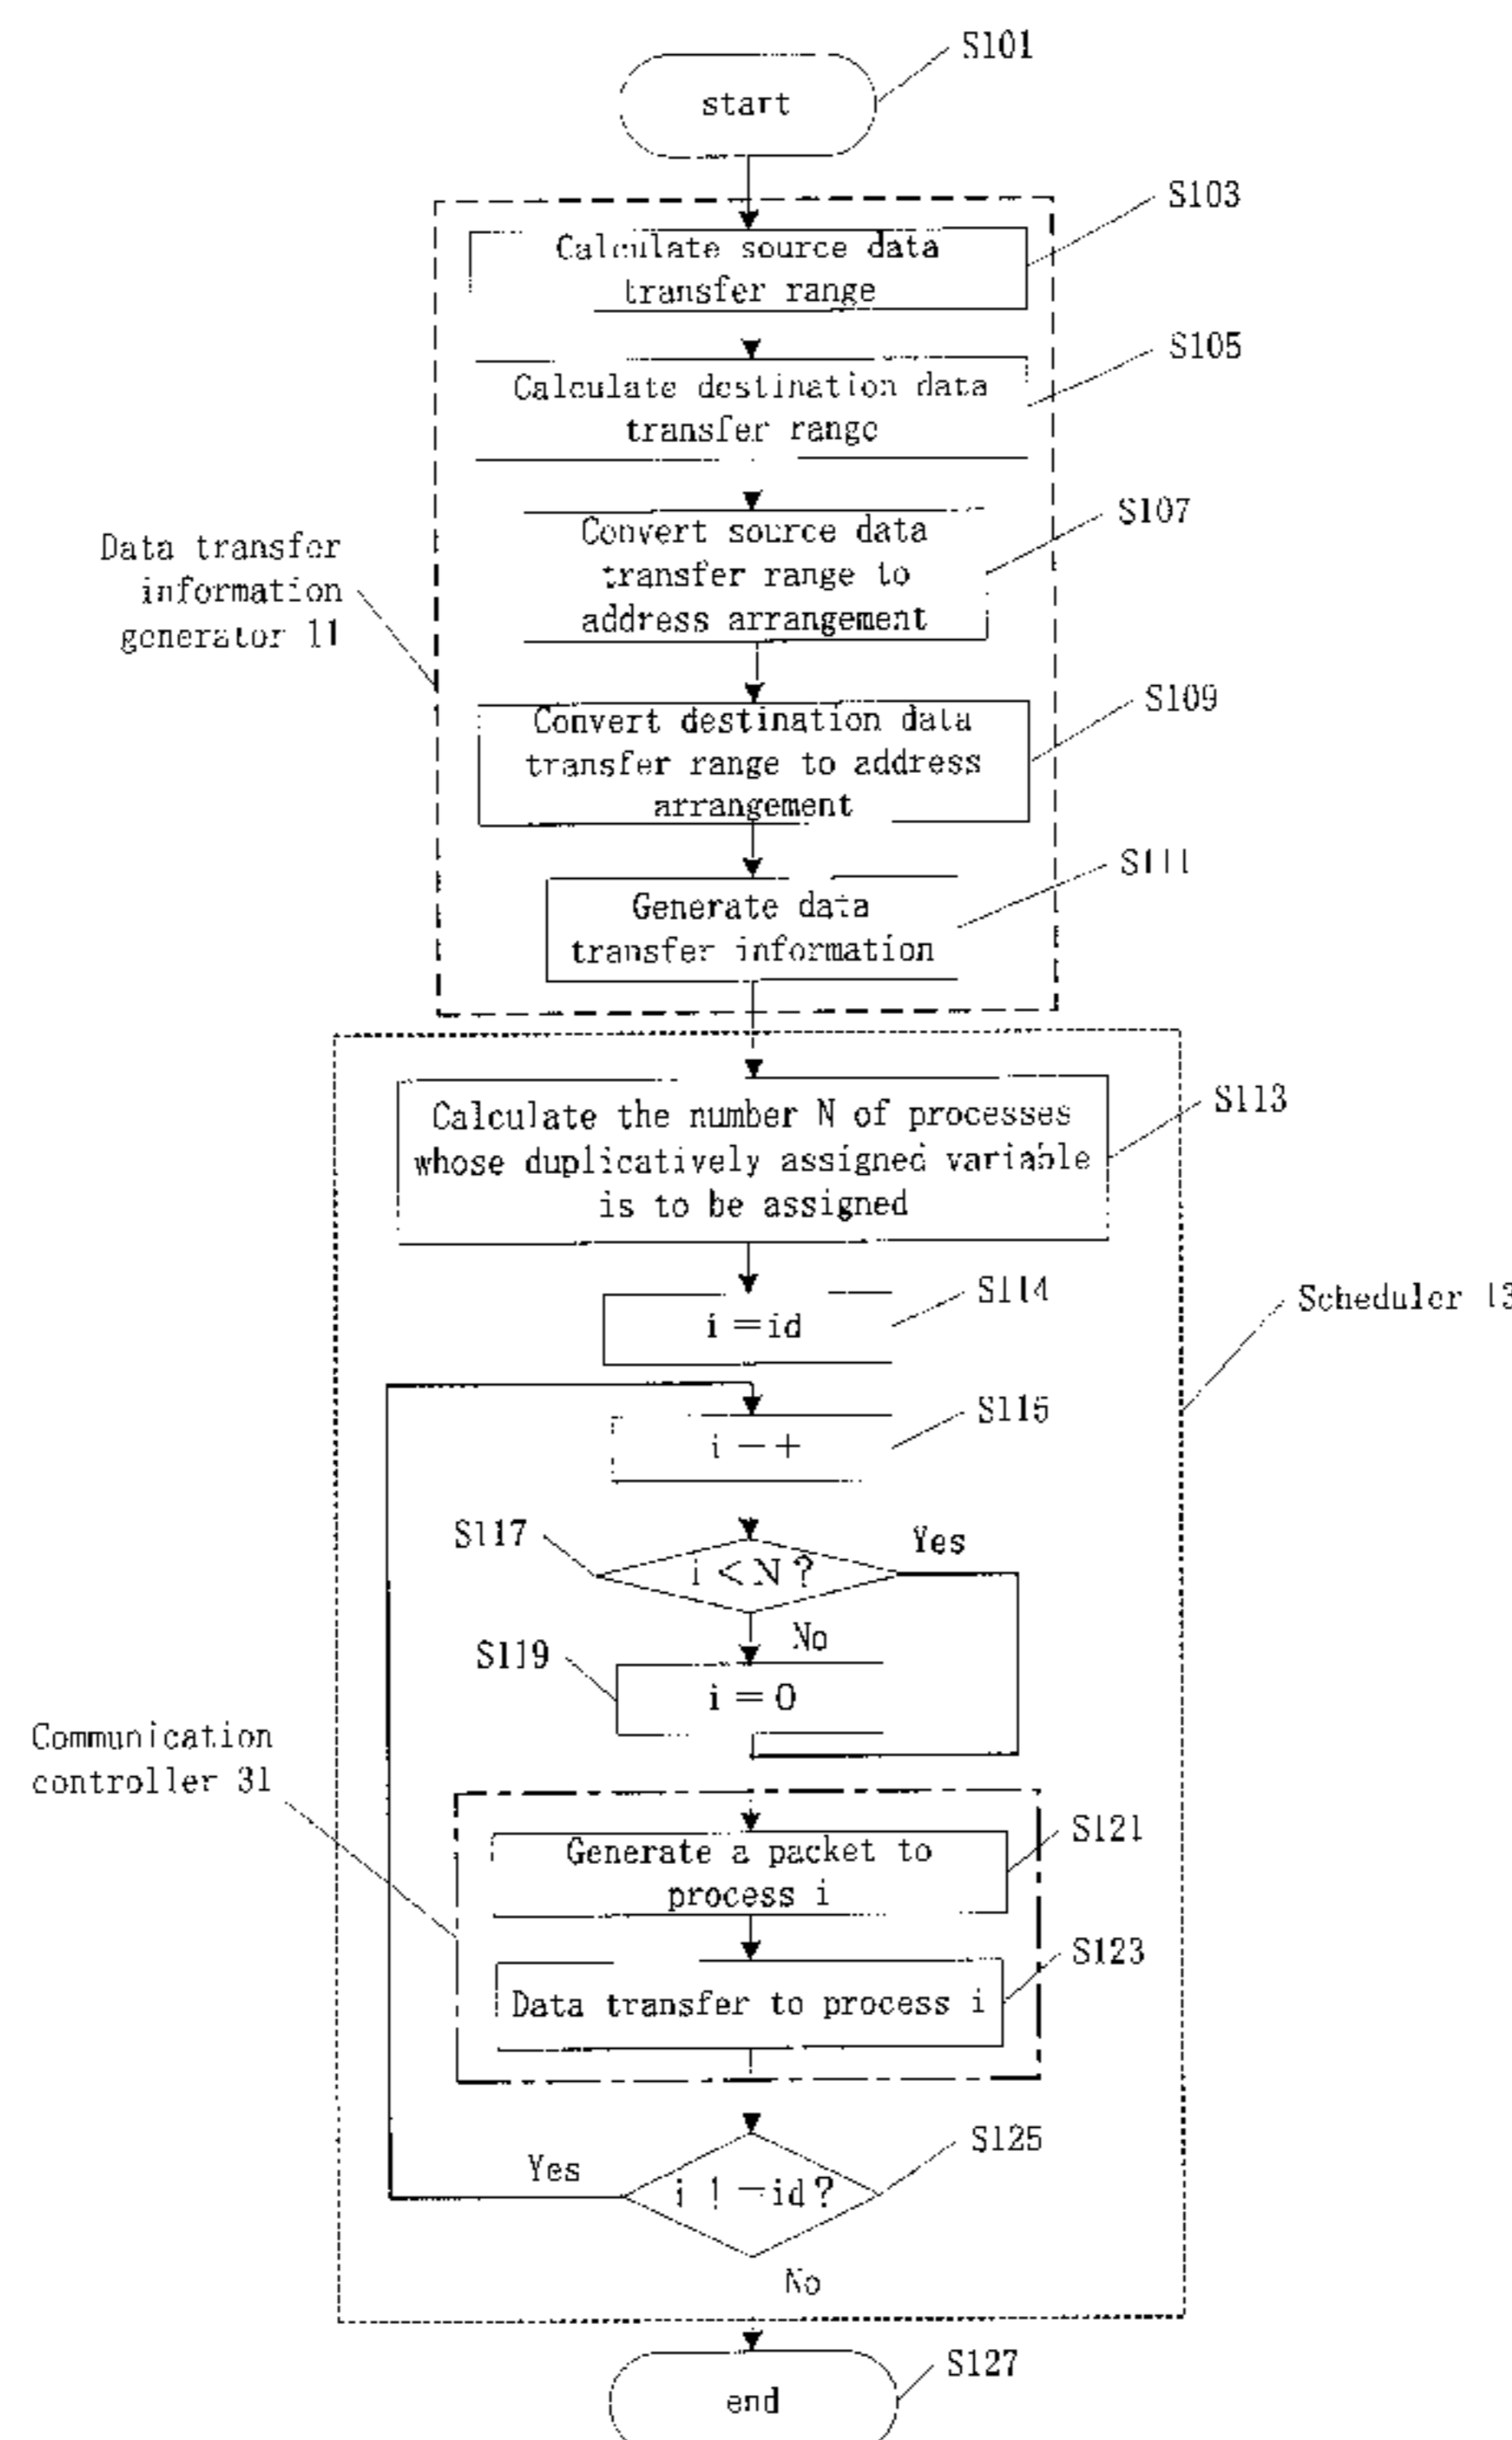 S101
start
S103
Calculate source data
transfer range
S105
Calculate destination data
transfer range
S107
Convert source data
transfer range to
address arrangement
Data transfer
information
generator 11
S109
Convert destination data
transfer range to address
arrangement
S111
Generate data
transfer information
S113
Calculate the number N of processes
whose duplicatively assigned variable
is to be assigned
S114
i = id
Scheduler 13
S115
i - +
S117
i < N ?
Yes
No
S119
i = 0
Communication
controller 31
S121
Generate a packet to
process i
S123
Data transfer to process i
S125
i ! = id ?
Yes
No
S127
end